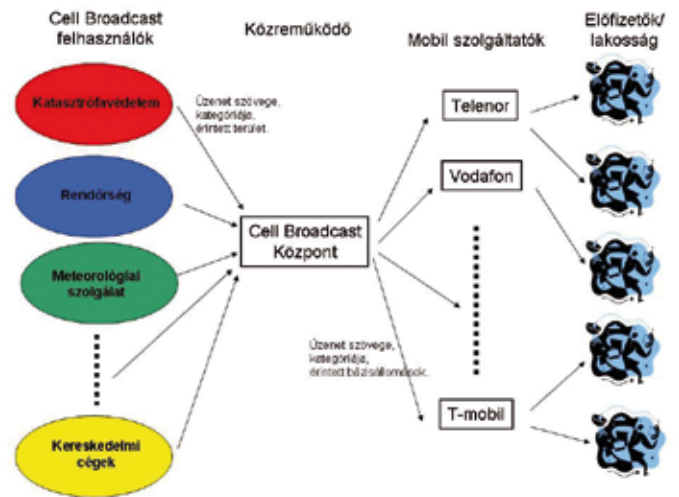 Cell Broadcast
felhasználók
Közreműködő
Mobil szolgáltatók
Előfizetők/
lakosság
Katasztrófavédelem
Üzenet szövege,
kategóriája,
érintett terület.
Telenor
Rendőrség
Vodafon
Cell Broadcast
Központ
Meteorológiai
szolgálat
Üzenet szövege,
kategóriája,
érintett bázisállomások.
T-mobil
Kereskedelmi
cégek